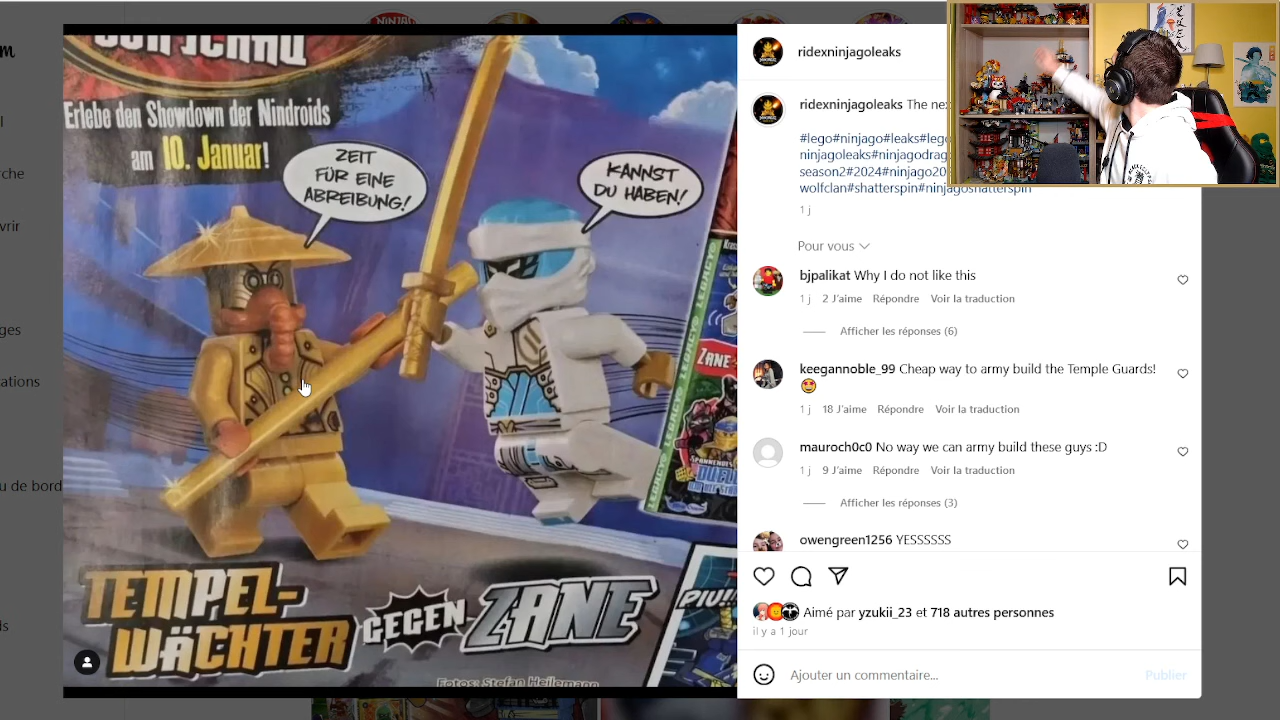 Erlebe den Showdown der Nindroids
am 10. Januar!
ZEIT
FÜR EINE
ABREIBUNG!
KANNST
DU HABEN!
LEGACY
ZANE
TEMPEL-
WÄCHTER
GEGEN
ZANE
PIU!
Fotos: Stefan Heilemann
ridexninjagoleaks
ridexninjagoleaks The nex
#lego#ninjago#leaks#lego
ninjagoleaks#ninjagodrag
season2#2024#ninjago20
wolfclan#shatterspin#ninjagoshatterspin
1 j
Pour vous
bjpalikat Why I do not like this
1 j 2 J'aime Répondre Voir la traduction
Afficher les réponses (6)
keegannoble_99 Cheap way to army build the Temple Guards!
😍
1 j 18 J'aime Répondre Voir la traduction
mauroch0c0 No way we can army build these guys :D
1 j 9 J'aime Répondre Voir la traduction
Afficher les réponses (3)
owengreen1256 YESSSSSS
Aimé par yzukii_23 et 718 autres personnes
il y a 1 jour
Ajouter un commentaire...
Publier